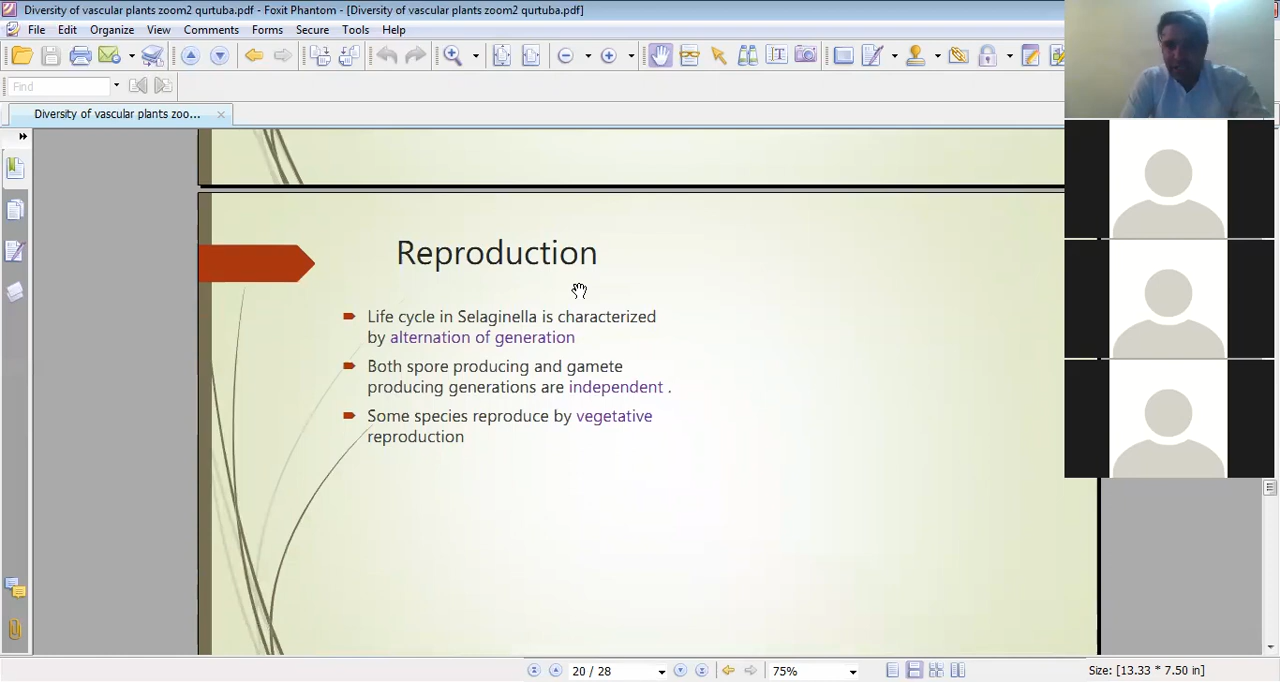 Diversity of vascular plants zoom2 qurtuba.pdf - Foxit Phantom - [Diversity of vascular plants zoom2 qurtuba.pdf]
File Edit Organize View Comments Forms Secure Tools Help
Find
Diversity of vascular plants zoo...
Reproduction
Life cycle in Selaginella is characterized
by alternation of generation
Both spore producing and gamete
producing generations are independent .
Some species reproduce by vegetative
reproduction
20 / 28
75%
Size: [13.33 * 7.50 in]